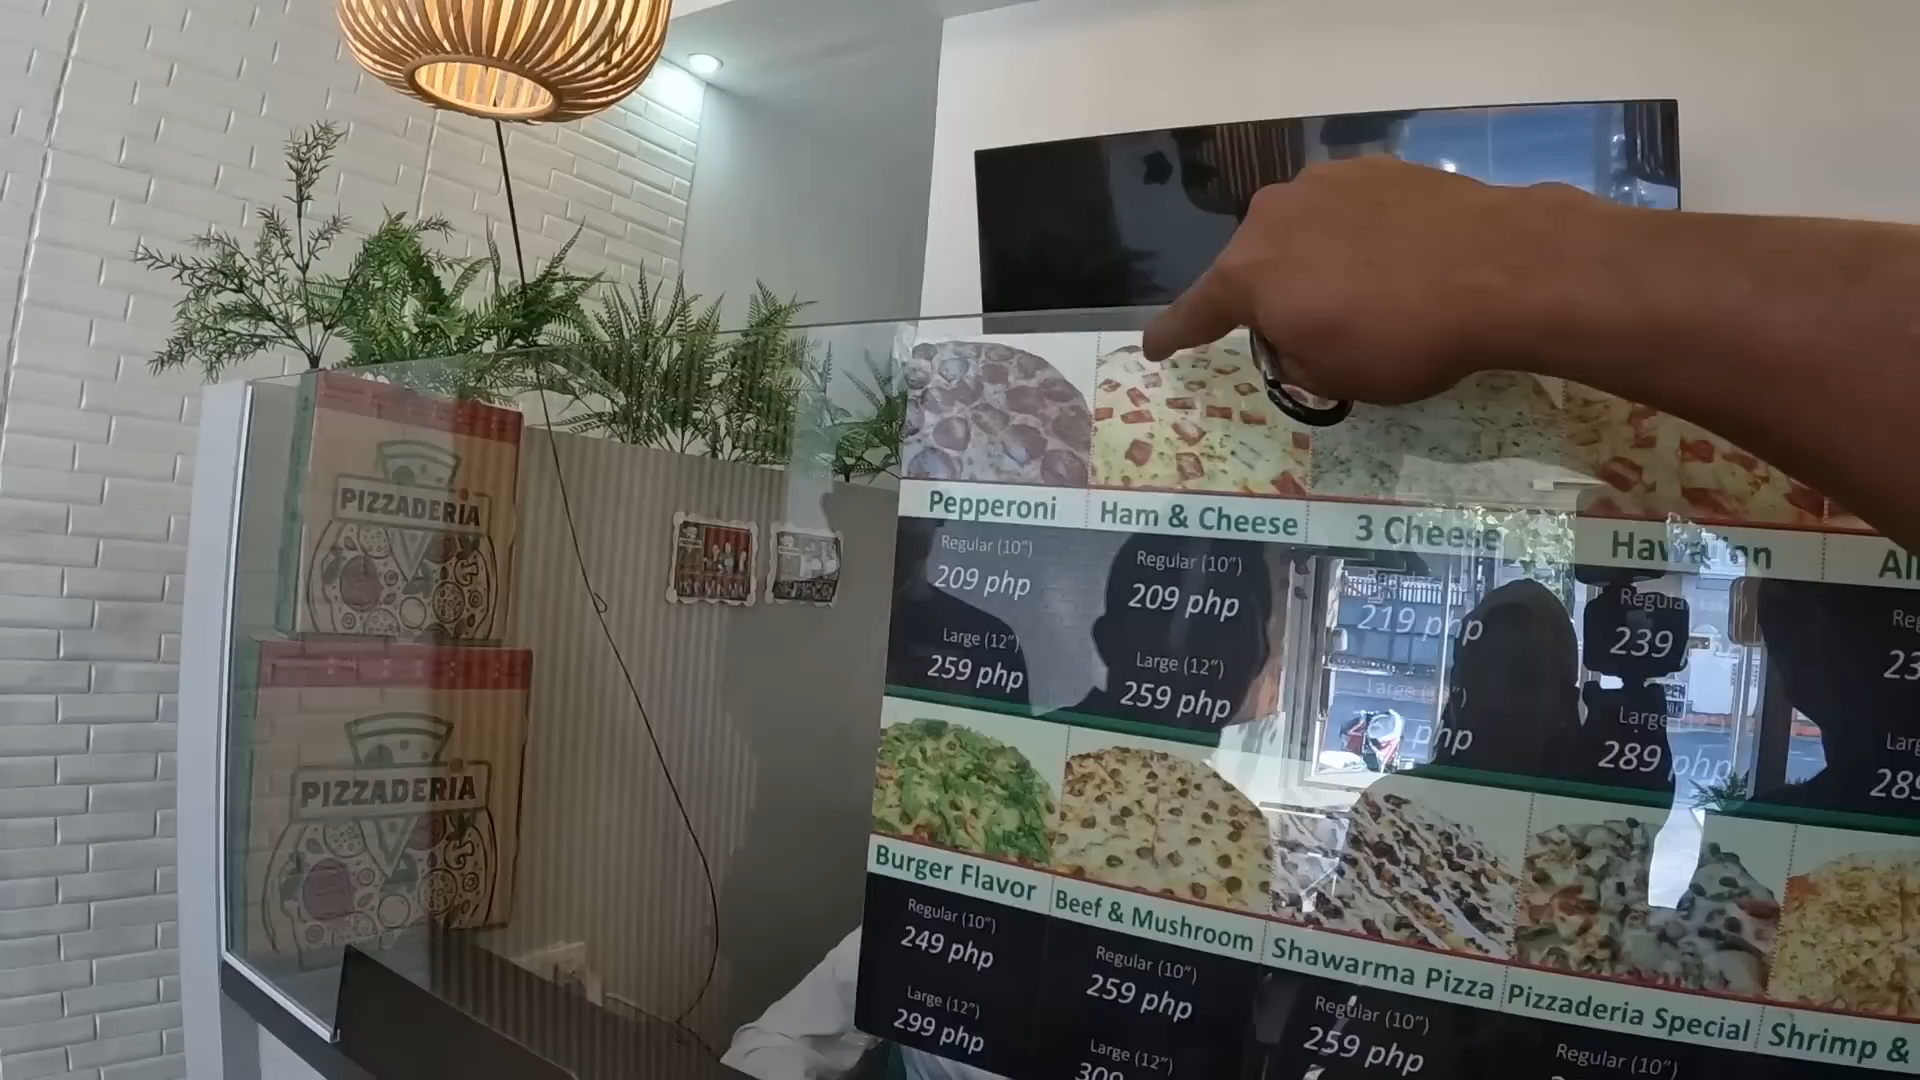 PIZZADERIA
PIZZADERIA
Pepperoni
Regular (10")
209 php
Large (12")
259 php
Ham & Cheese
Regular (10")
209 php
Large (12")
259 php
3 Cheese
219 php
php
Hawaiian
Regular
239
Large
289 php
Burger Flavor
Regular (10")
249 php
Large (12")
299 php
Beef & Mushroom
Regular (10")
259 php
Large (12")
309
Shawarma Pizza
Regular (10")
259 php
Pizzaderia Special
Regular (10")
Shrimp &